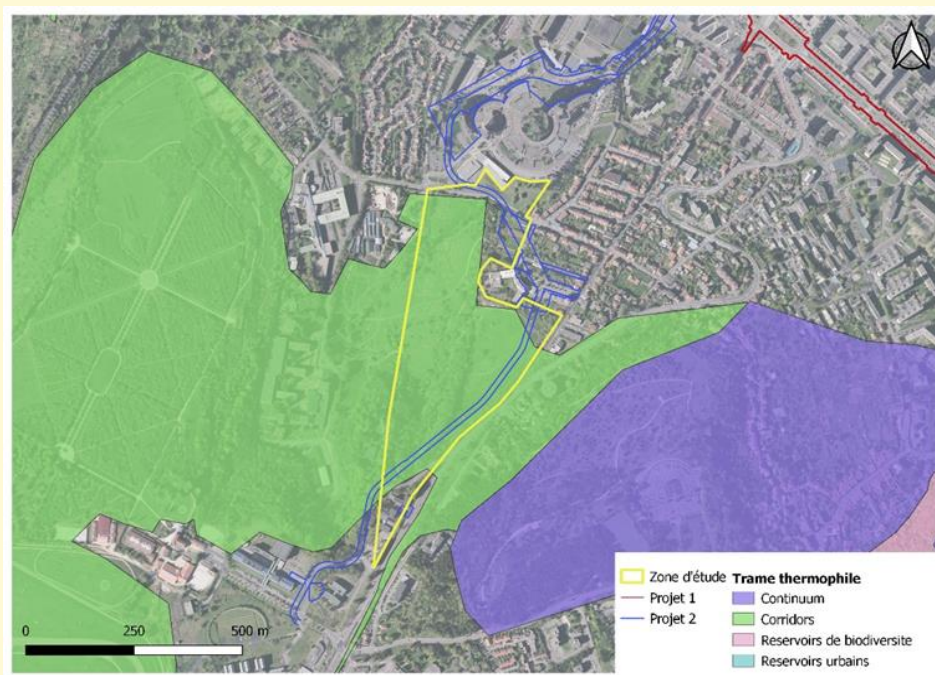 Zone d'étude
Projet 1
Projet 2
Trame thermophile
Continuum
Corridors
Reservoirs de biodiversite
Reservoirs urbains
0 250 500 m